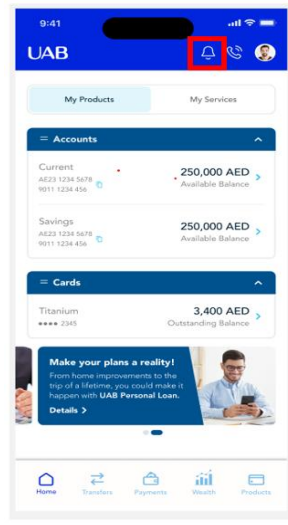 9:41
UAB
My Products
My Services
Accounts
Current
AE23 1234 5678
9011 1234 456
250,000 AED
Available Balance
Savings
AE23 1234 5678
9011 1234 456
250,000 AED
Available Balance
Cards
Titanium
•••• 2345
3,400 AED
Outstanding Balance
Make your plans a reality!
From home improvements to the
trip of a lifetime, you could make it
happen with UAB Personal Loan.
Details >
Home
Transfers
Payments
Wealth
Products